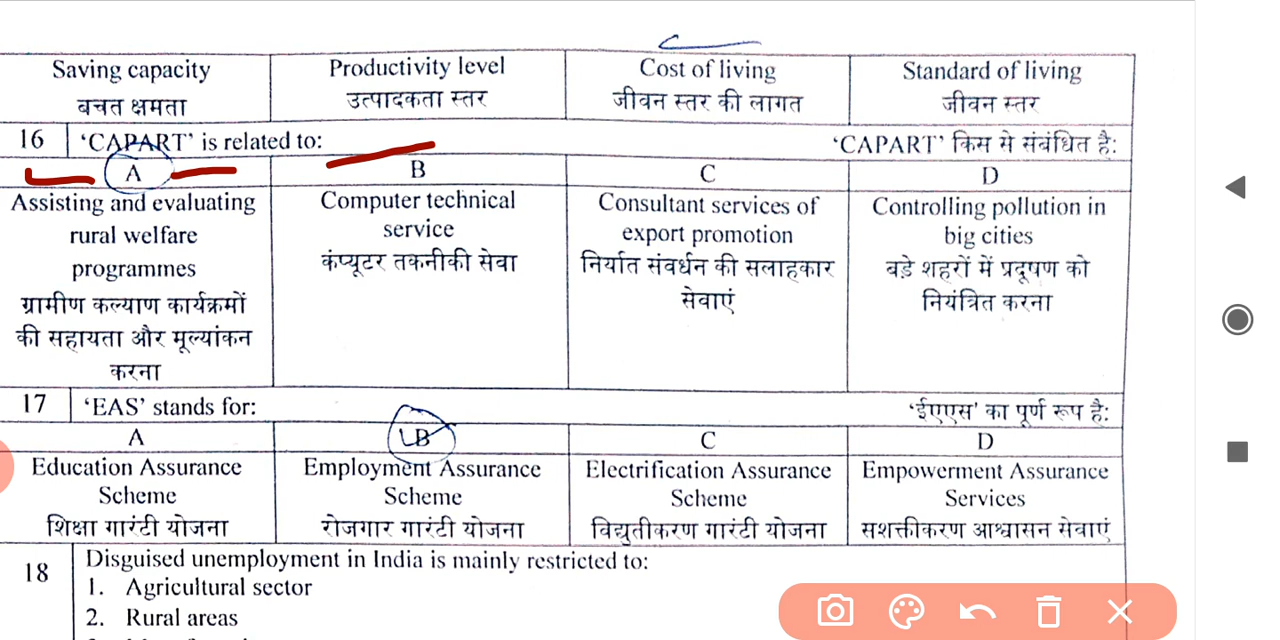 Saving capacity
बचत क्षमता
Productivity level
उत्पादकता स्तर
Cost of living
जीवन स्तर की लागत
Standard of living
जीवन स्तर
16 ‘CAPART’ is related to: ‘CAPART’ किस से संबंधित है:
A B C D
Assisting and evaluating
rural welfare
programmes
ग्रामीण कल्याण कार्यक्रमों
की सहायता और मूल्यांकन
करना
Computer technical
service
कंप्यूटर तकनीकी सेवा
Consultant services of
export promotion
निर्यात संवर्धन की सलाहकार
सेवाएं
Controlling pollution in
big cities
बड़े शहरों में प्रदूषण को
नियंत्रित करना
17 ‘EAS’ stands for: ‘ईएएस’ का पूर्ण रूप है:
A B C D
Education Assurance
Scheme
शिक्षा गारंटी योजना
Employment Assurance
Scheme
रोजगार गारंटी योजना
Electrification Assurance
Scheme
विद्युतीकरण गारंटी योजना
Empowerment Assurance
Services
सशक्तीकरण आश्वासन सेवाएं
18 Disguised unemployment in India is mainly restricted to:
1. Agricultural sector
2. Rural areas